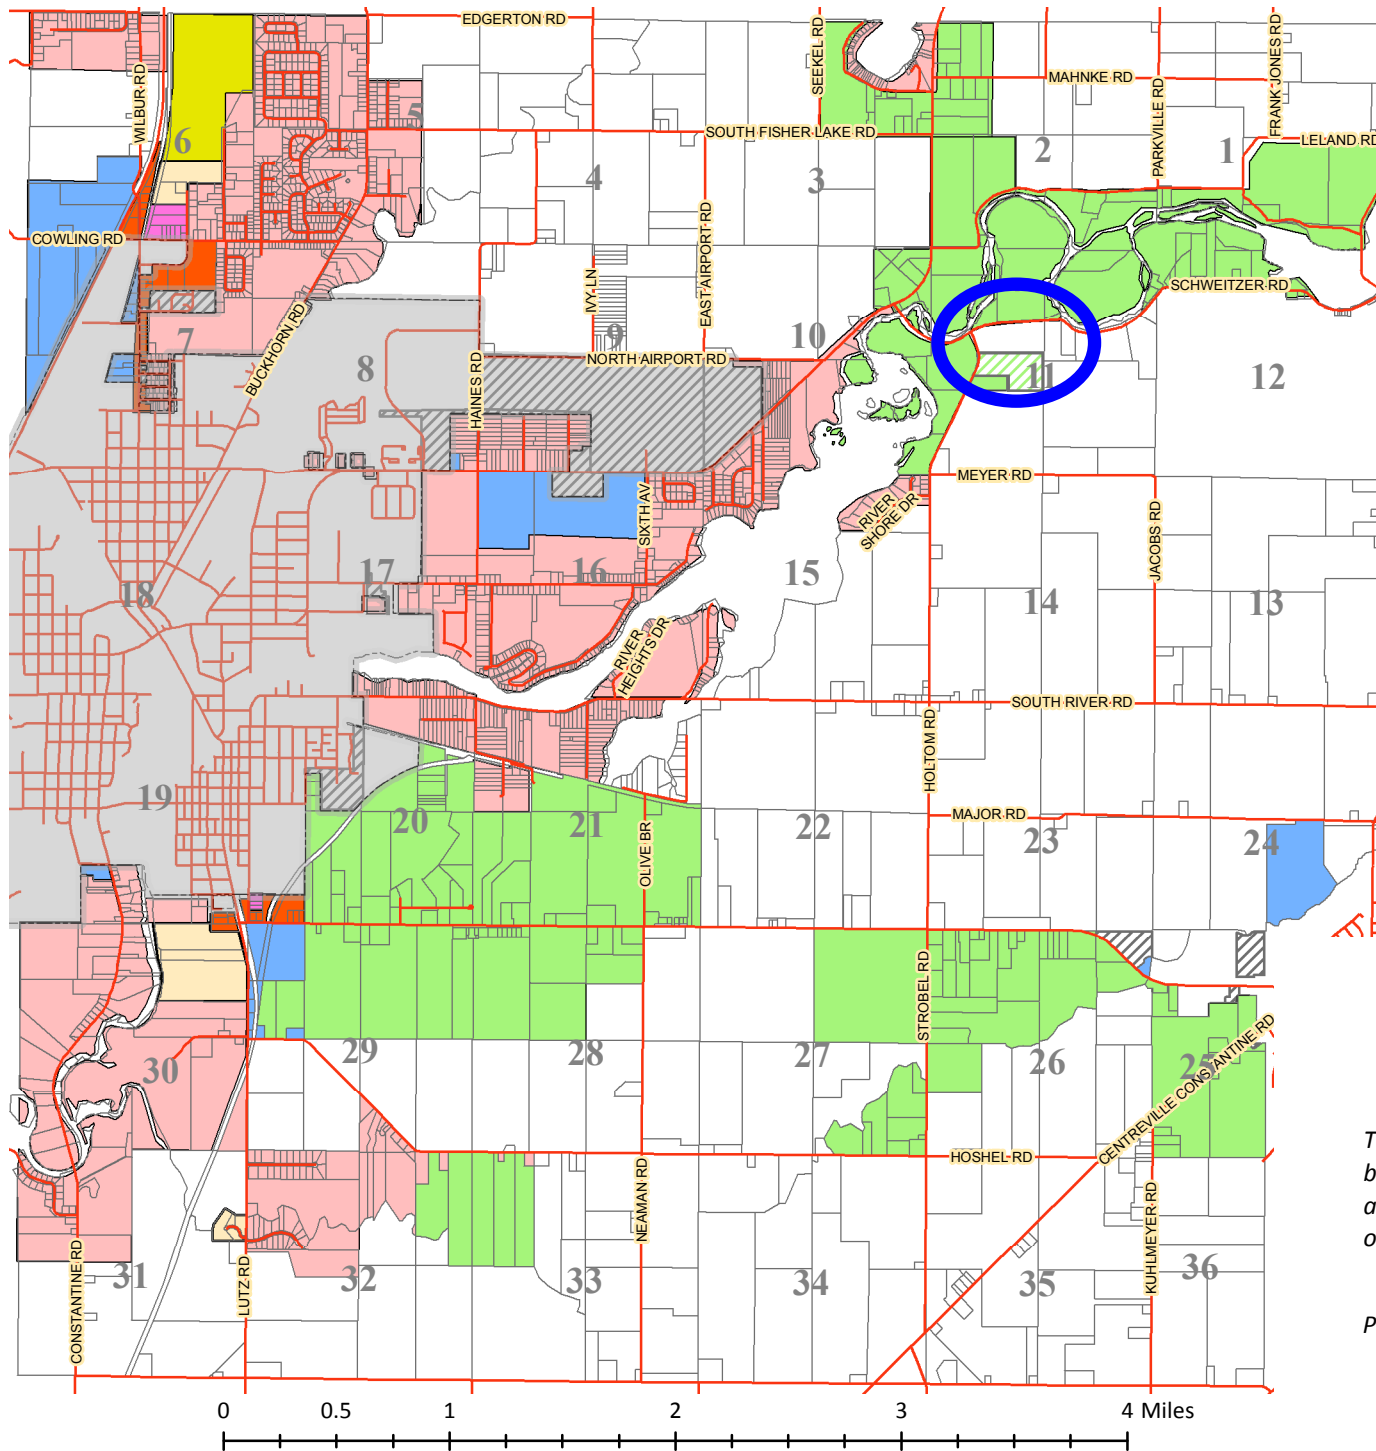 EDGERTON RD
SEEKEL RD
WILBUR RD
MAHNKE RD
PARKVILLE RD
FRANK JONES RD
5
6
SOUTH FISHER LAKE RD
LELAND RD
4
3
2
1
COWLING RD
IVY LN
EAST AIRPORT RD
SCHWEITZER RD
BUCKHORN RD
7
8
HAINES RD
9
NORTH AIRPORT RD
10
11
12
MEYER RD
SIXTH AV
RIVER
SHORE DR
JACOBS RD
18
17
16
15
14
13
RIVER
HEIGHTS DR
SOUTH RIVER RD
HOLTOM RD
19
20
21
OLIVE BR
22
MAJOR RD
23
24
STROBEL RD
30
29
28
27
26
25
CENTREVILLE CONSTANTINE RD
HOSHEL RD
NEAMAN RD
KUHLMEYER RD
CONSTANTINE RD
31
LUTZ RD
32
33
34
35
36
T
b
a
o
P
0 0.5 1 2 3 4 Miles